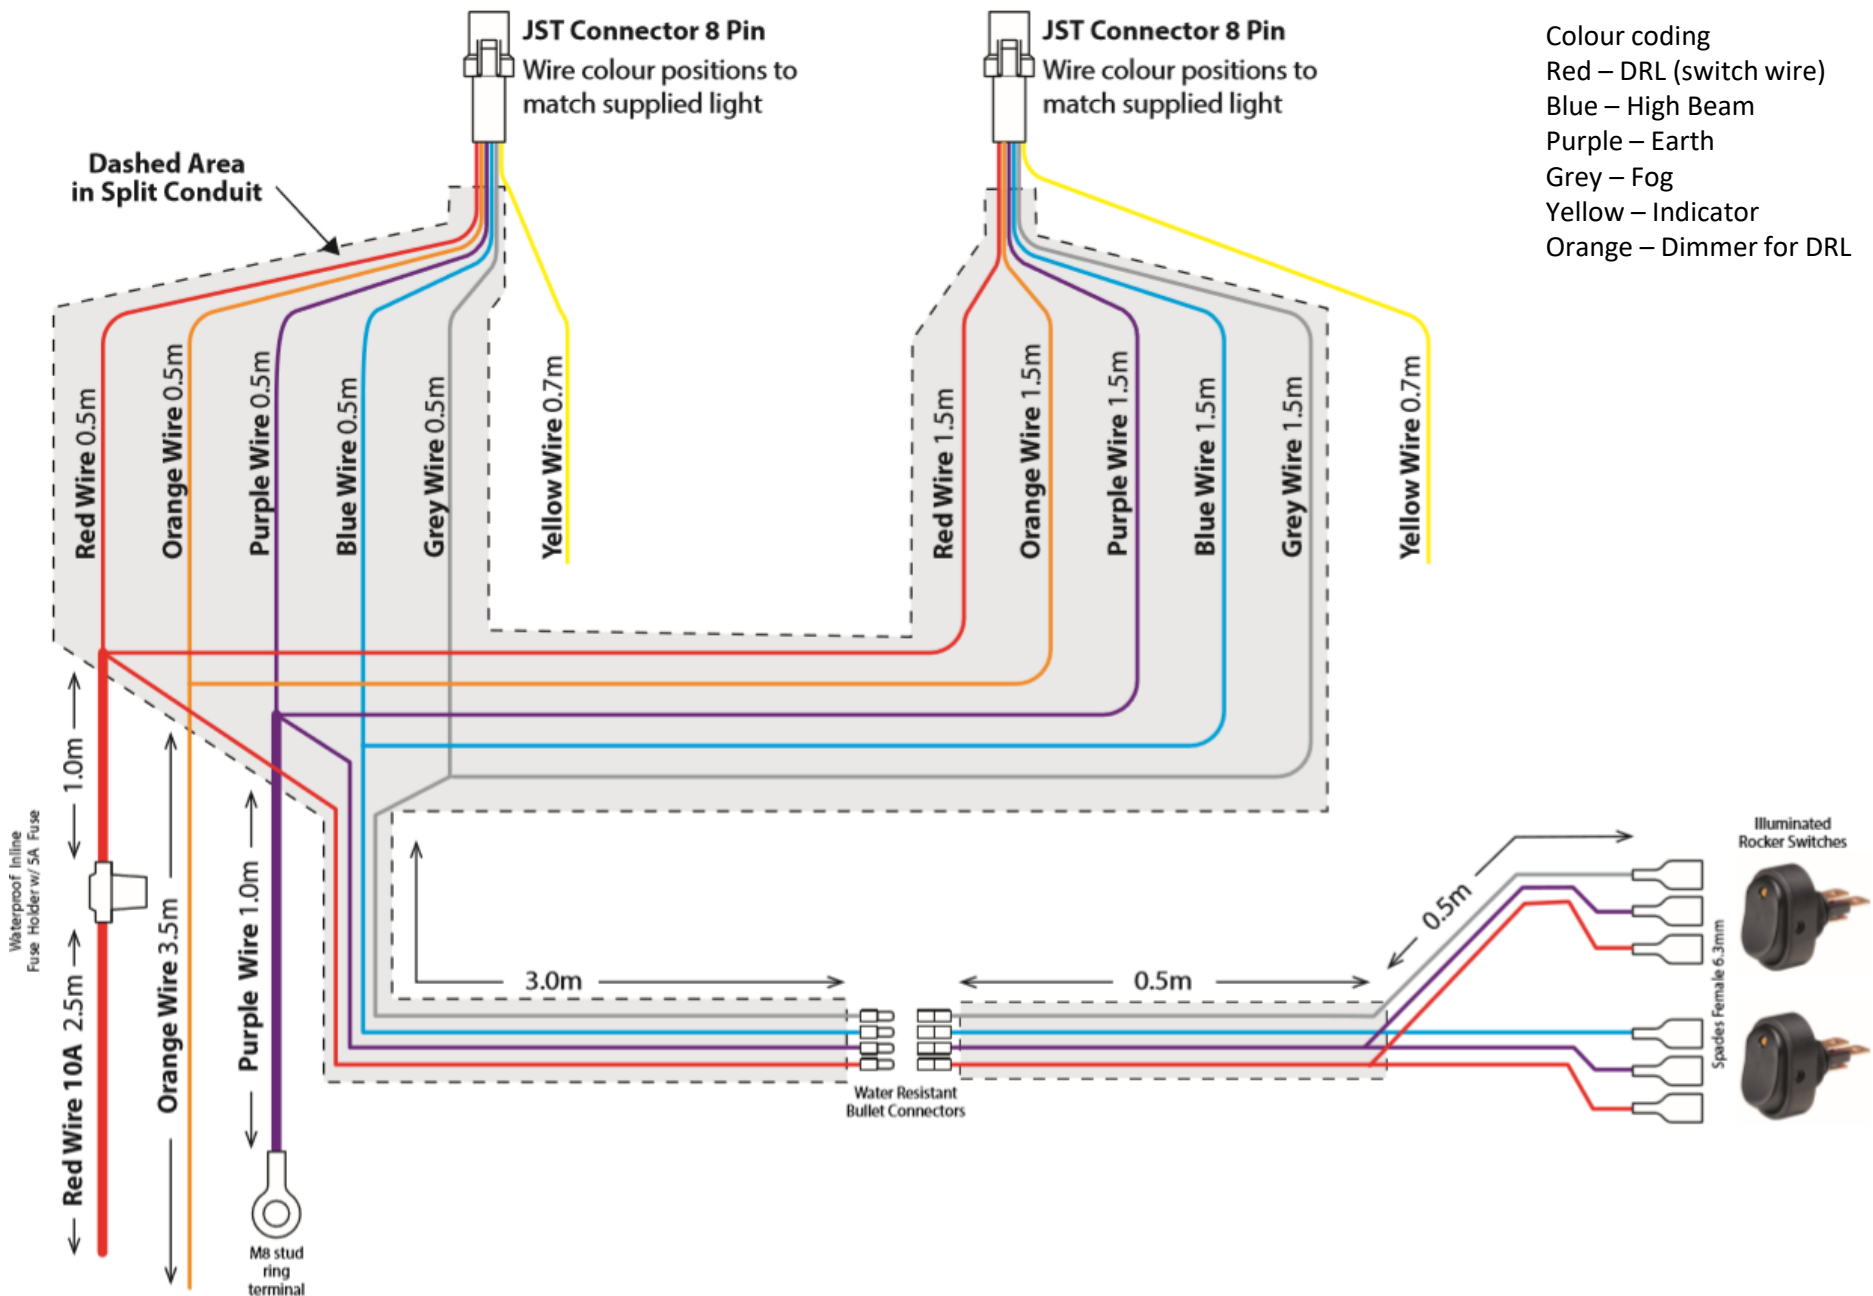 JST Connector 8 Pin
Wire colour positions to
match supplied light
JST Connector 8 Pin
Wire colour positions to
match supplied light
Colour coding
Red – DRL (switch wire)
Blue – High Beam
Purple – Earth
Grey – Fog
Yellow – Indicator
Orange – Dimmer for DRL
Dashed Area
in Split Conduit
Red Wire 0.5m
Orange Wire 0.5m
Purple Wire 0.5m
Blue Wire 0.5m
Grey Wire 0.5m
Yellow Wire 0.7m
Red Wire 1.5m
Orange Wire 1.5m
Purple Wire 1.5m
Blue Wire 1.5m
Grey Wire 1.5m
Yellow Wire 0.7m
1.0m
Waterproof Inline
Fuse Holder w/ 5A Fuse
Red Wire 10A 2.5m
Orange Wire 3.5m
Purple Wire 1.0m
M8 stud
ring
terminal
3.0m
Water Resistant
Bullet Connectors
0.5m
0.5m
Spades Female 6.3mm
Illuminated
Rocker Switches